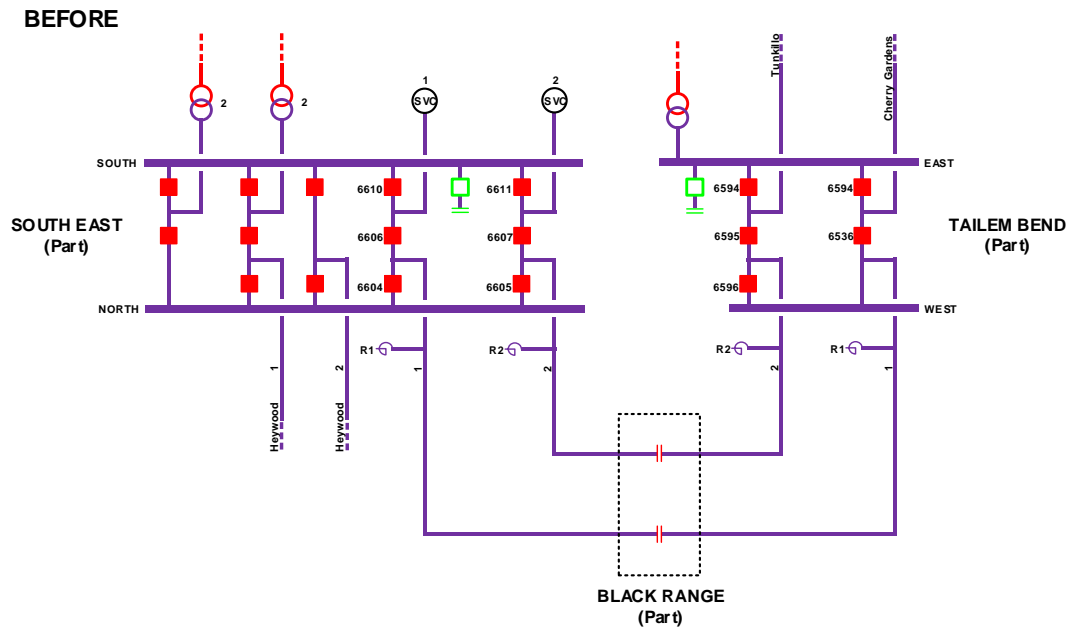 BEFORE
Tunkillo
Cherry Gardens
1
2
2
2
SVC
SVC
SOUTH
EAST
6610
6611
6594
6594
SOUTH EAST
(Part)
6606
6607
6595
6536
TAILEM BEND
(Part)
6604
6605
6596
NORTH
WEST
R1
R2
R2
R1
1
2
1
2
2
1
Heywood
Heywood
BLACK RANGE
(Part)